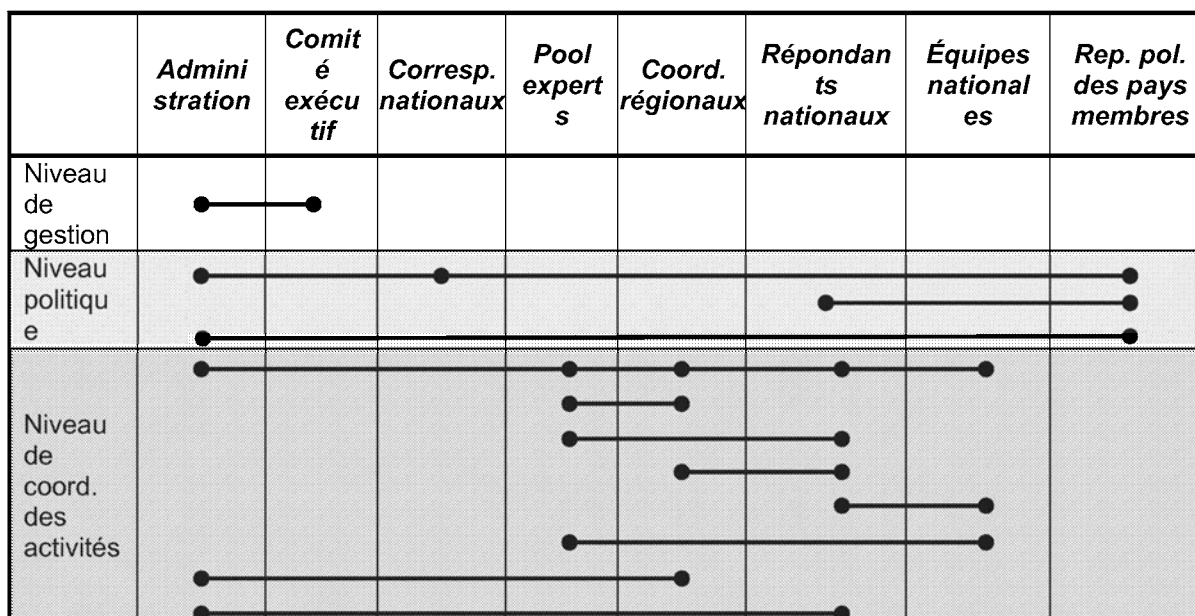 Admini
stration
Comit
é
exécu
tif
Corresp.
nationaux
Pool
expert
s
Coord.
régionaux
Répondan
ts
nationaux
Équipes
national
es
Rep. pol.
des pays
membres
Niveau
de
gestion
Niveau
politiqu
e
Niveau
de
coord.
des
activités